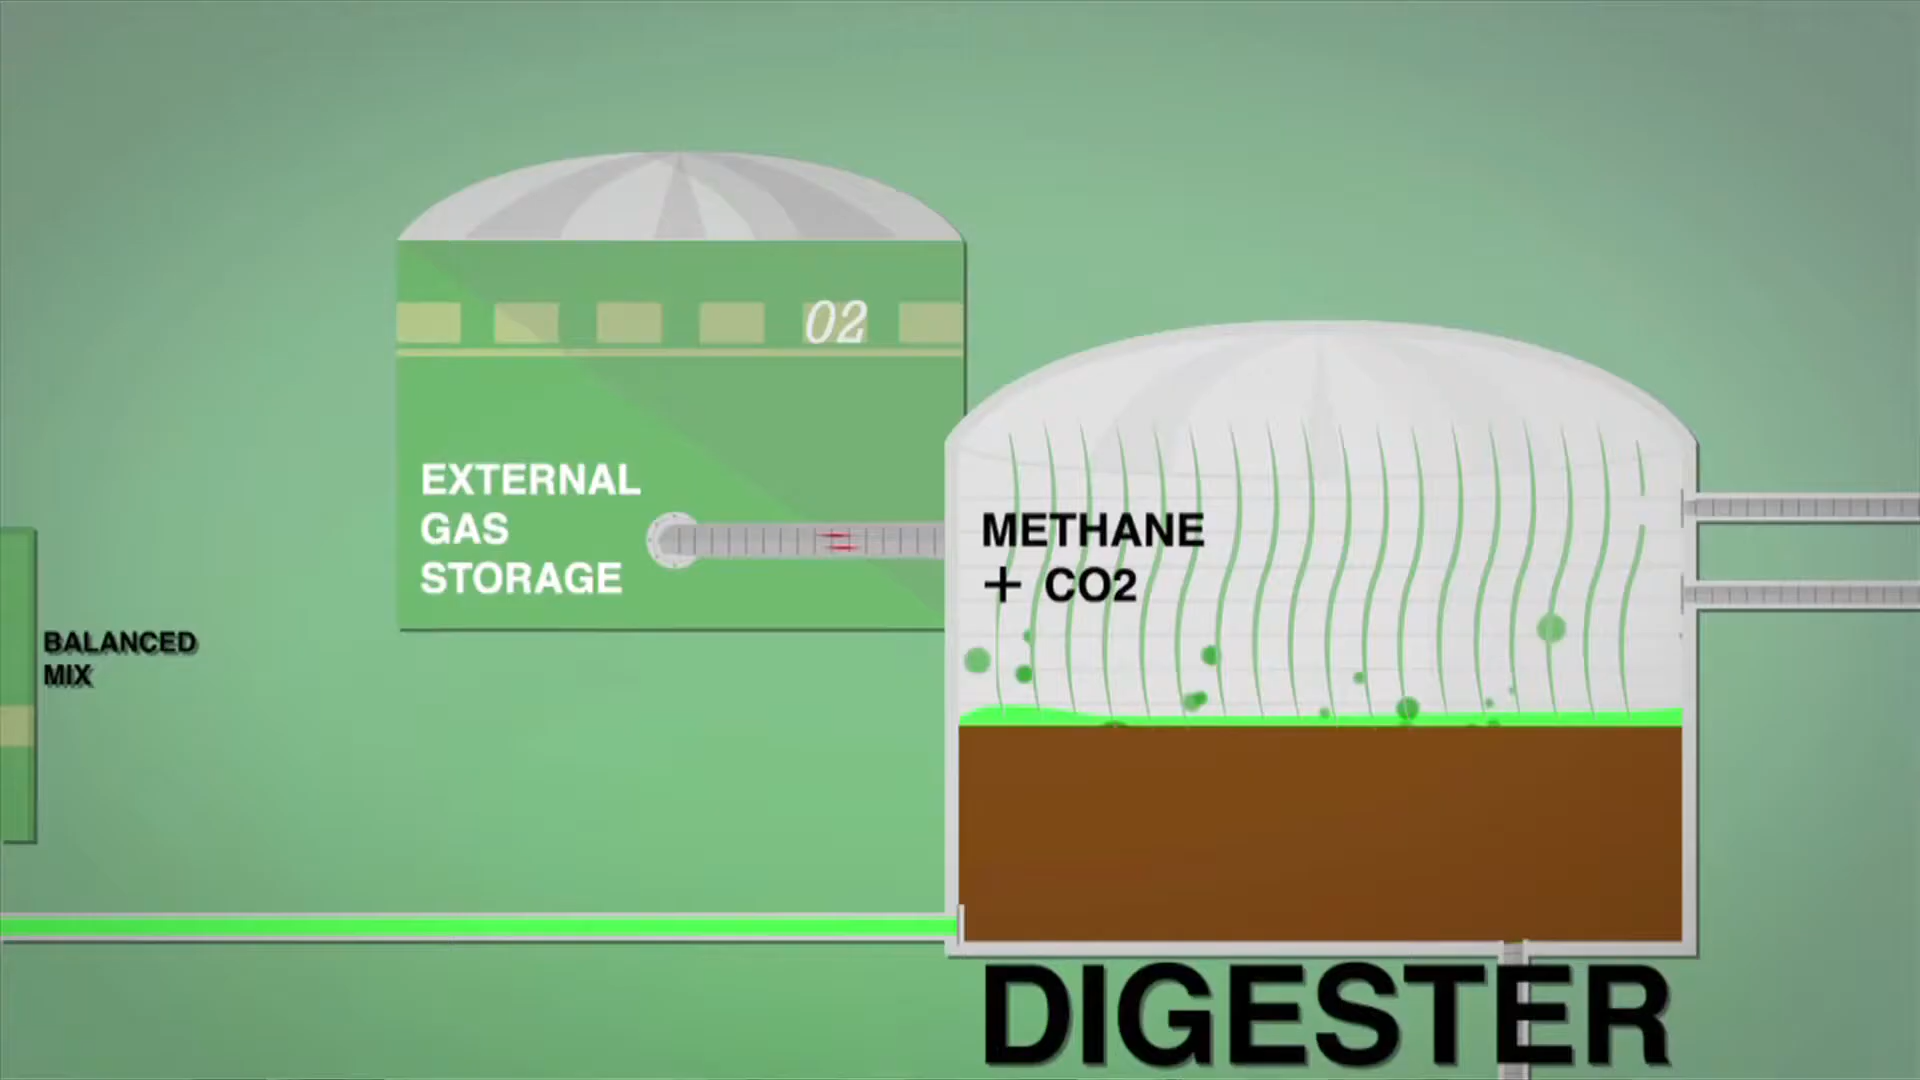 02
EXTERNAL
GAS
STORAGE
METHANE
+ CO2
BALANCED
MIX
DIGESTER